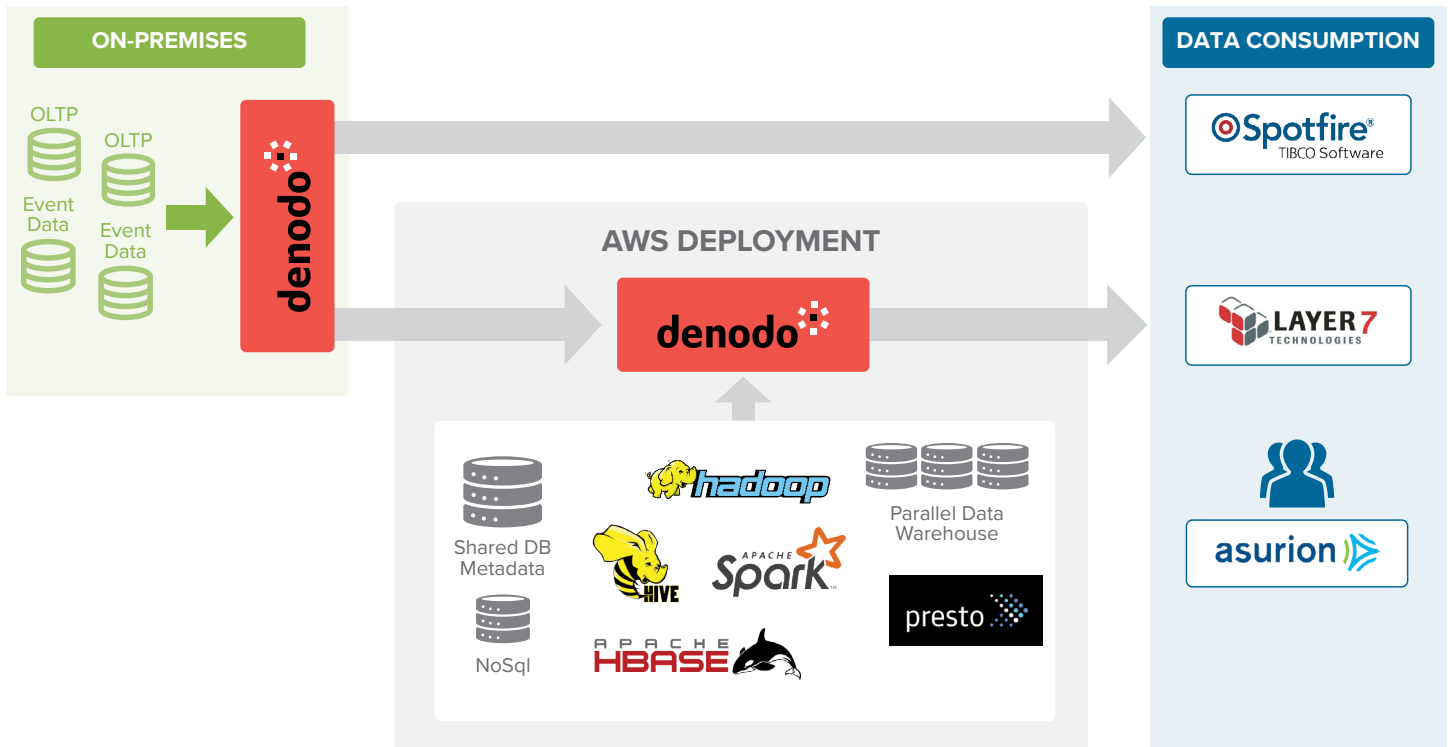 ON-PREMISES
OLTP
OLTP
Event
Data
Event
Data
denodo
DATA CONSUMPTION
Spotfire®
TIBCO Software
AWS DEPLOYMENT
denodo
LAYER 7
TECHNOLOGIES
Shared DB
Metadata
NoSql
hadoop
HIVE
APACHE
Spark™
APACHE
HBASE
Parallel Data
Warehouse
presto
asurion